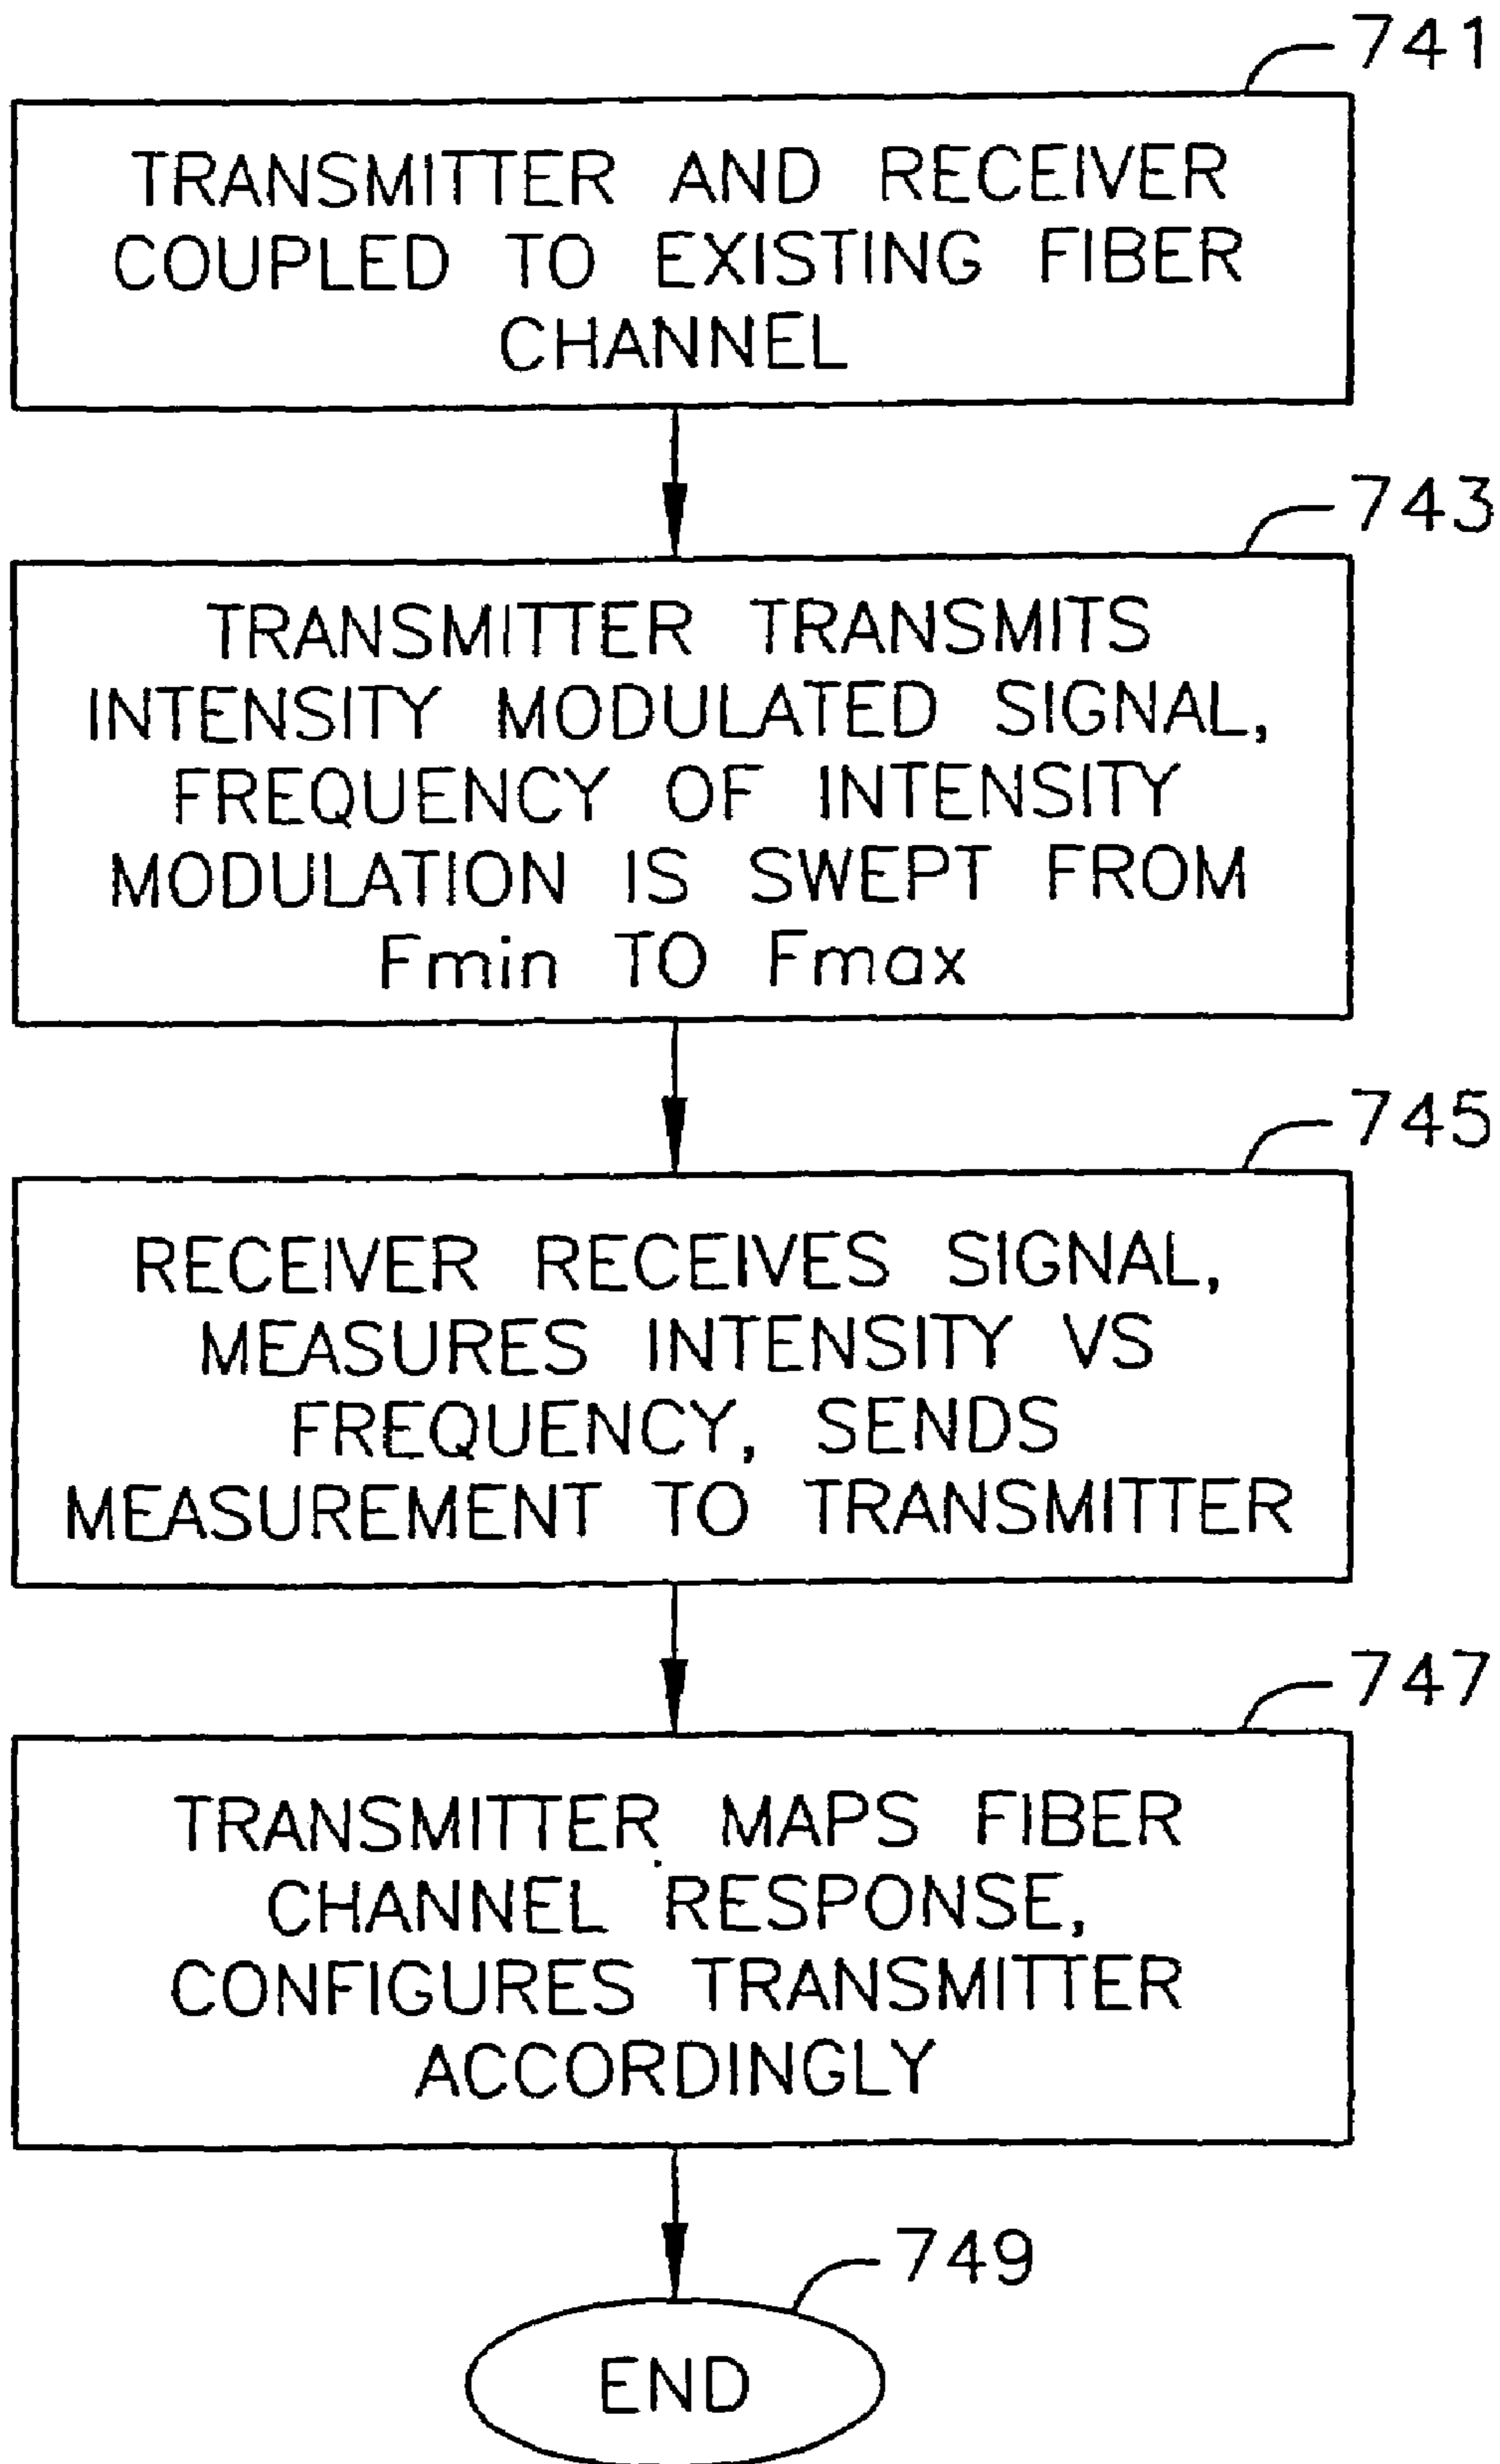 741
TRANSMITTER AND RECEIVER
COUPLED TO EXISTING FIBER
CHANNEL
743
TRANSMITTER TRANSMITS
INTENSITY MODULATED SIGNAL,
FREQUENCY OF INTENSITY
MODULATION IS SWEPT FROM
Fmin TO Fmax
745
RECEIVER RECEIVES SIGNAL,
MEASURES INTENSITY VS
FREQUENCY, SENDS
MEASUREMENT TO TRANSMITTER
747
TRANSMITTER MAPS FIBER
CHANNEL RESPONSE,
CONFIGURES TRANSMITTER
ACCORDINGLY
749
END